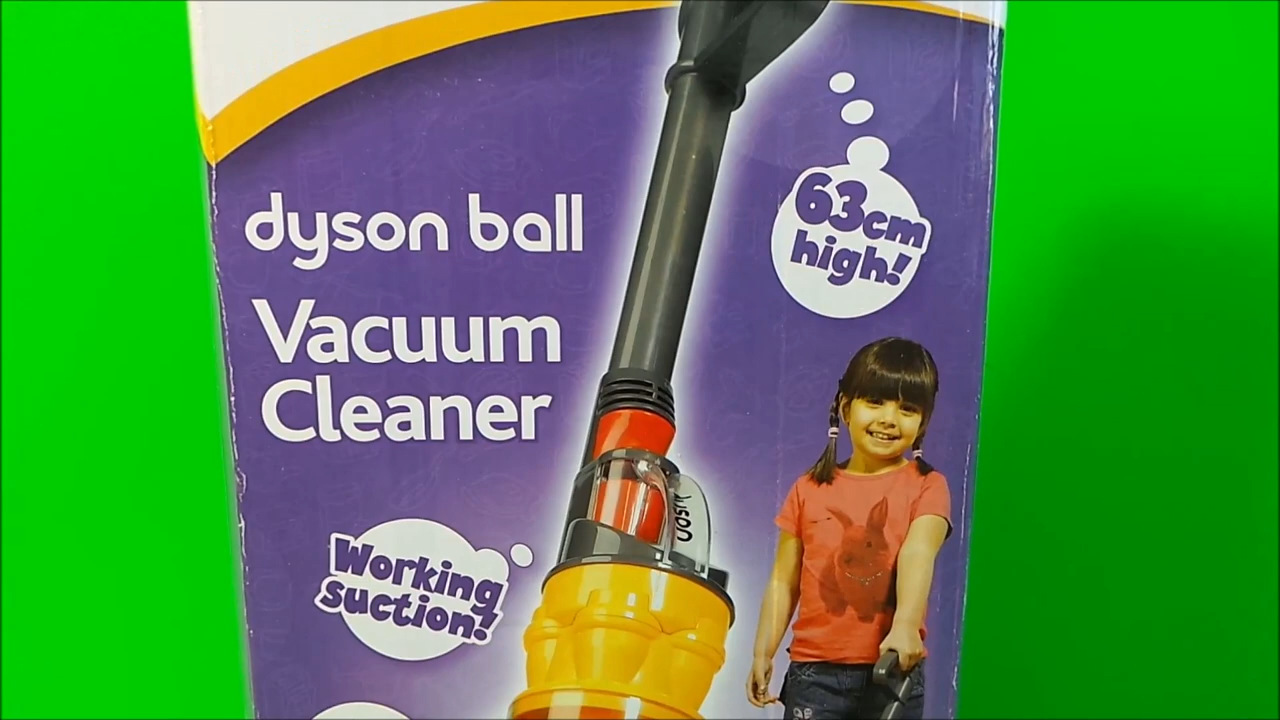 dyson ball
Vacuum
Cleaner
63cm
high!
Working
suction!
dyson